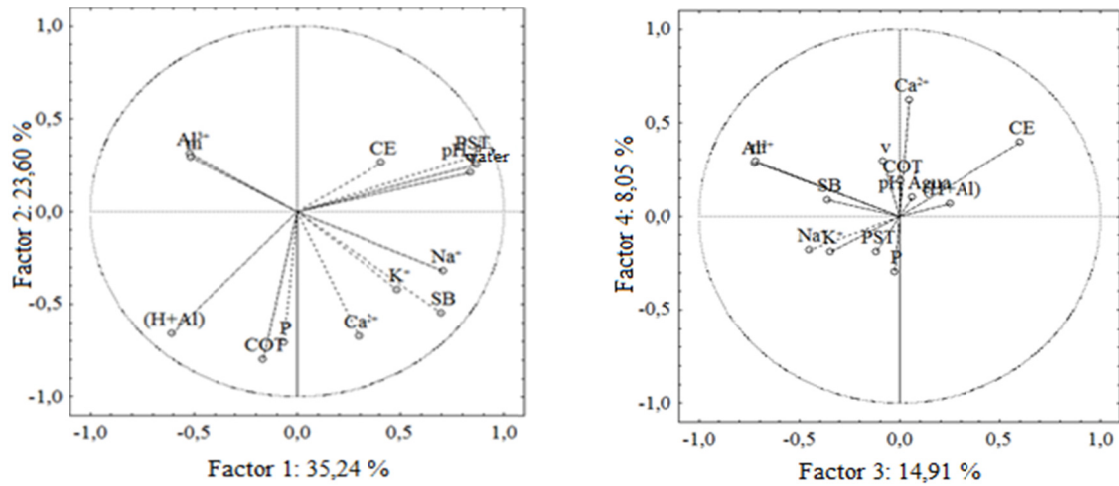 1,0
0,5
0,0
-0,5
-1,0
Factor 2: 23,60 %
Al³⁺
CE
PST
pH water
Na⁺
K⁺
SB
(H+Al)
P
COT
Ca²⁺
-1,0 -0,5 0,0 0,5 1,0
Factor 1: 35,24 %
1,0
0,5
0,0
-0,5
-1,0
Factor 4: 8,05 %
Ca²⁺
CE
v
Al³⁺
COT
SB
pH Água
(H+Al)
Na
K⁺
PST
P
-1,0 -0,5 0,0 0,5 1,0
Factor 3: 14,91 %